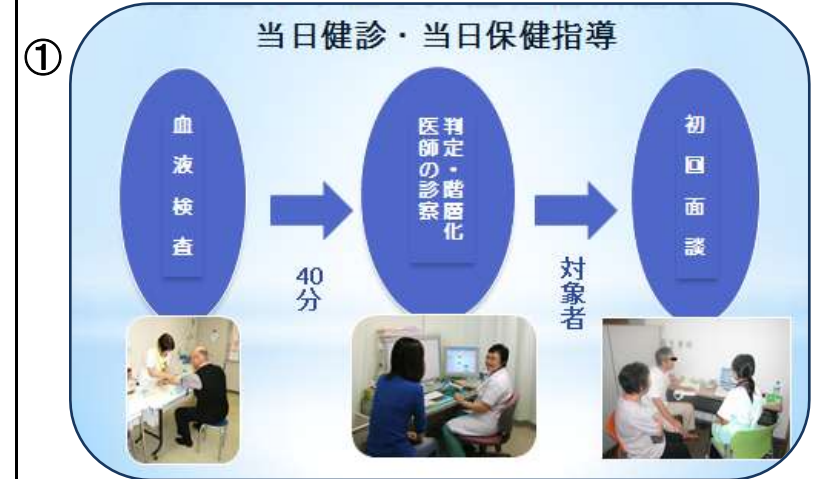 ①
当日健診・当日保健指導
血液検査
40分
判定・階層化
医師の診察
対象者
初回面談